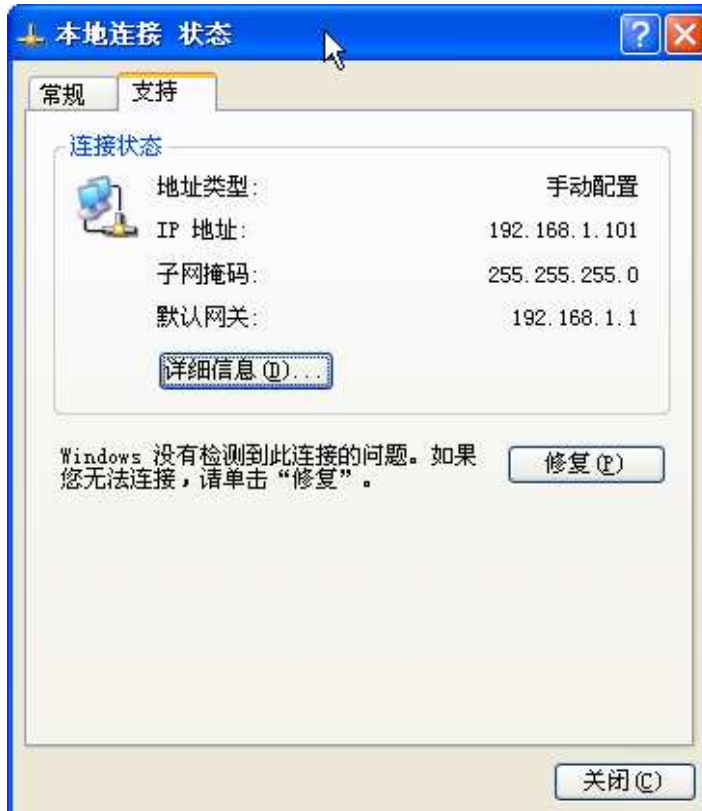 本地连接 状态
常规 支持
连接状态
地址类型: 手动配置
IP 地址: 192.168.1.101
子网掩码: 255.255.255.0
默认网关: 192.168.1.1
详细信息(D)...
Windows 没有检测到此连接的问题。如果
您无法连接，请单击“修复”。
修复(P)
关闭(C)